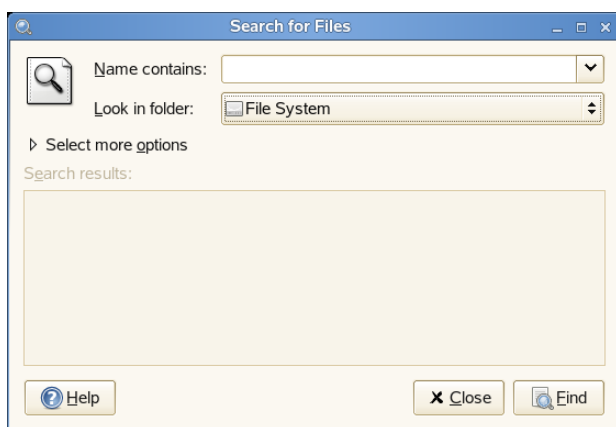 Search for Files
Name contains:
Look in folder: File System
Select more options
Search results:
Help Close Find